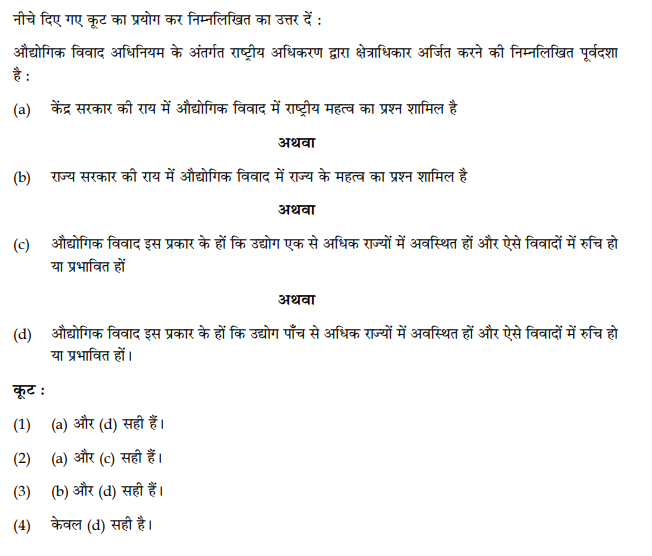 नीचे दिए गए कूट का प्रयोग कर निम्नलिखित का उत्तर दें :
औद्योगिक विवाद अधिनियम के अंतर्गत राष्ट्रीय अधिकरण द्वारा क्षेत्राधिकार अर्जित करने की निम्नलिखित पूर्वदशा
है :
(a) केंद्र सरकार की राय में औद्योगिक विवाद में राष्ट्रीय महत्व का प्रश्न शामिल है
अथवा
(b) राज्य सरकार की राय में औद्योगिक विवाद में राज्य के महत्व का प्रश्न शामिल है
अथवा
(c) औद्योगिक विवाद इस प्रकार के हों कि उद्योग एक से अधिक राज्यों में अवस्थित हों और ऐसे विवादों में रुचि हो
या प्रभावित हों
अथवा
(d) औद्योगिक विवाद इस प्रकार के हों कि उद्योग पाँच से अधिक राज्यों में अवस्थित हों और ऐसे विवादों में रुचि हो
या प्रभावित हों।
कूट :
(1) (a) और (d) सही हैं।
(2) (a) और (c) सही हैं।
(3) (b) और (d) सही हैं।
(4) केवल (d) सही है।